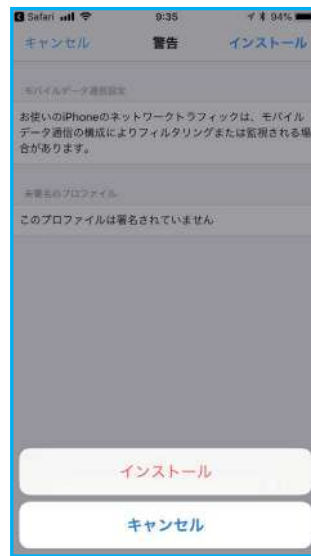 Safari 9:35 94%
キャンセル 警告 インストール
モバイルデータ通信設定
お使いのiPhoneのネットワークトラフィックは、モバイル
データ通信の構成によりフィルタリングまたは監視される場
合があります。
未署名のプロファイル
このプロファイルは署名されていません
インストール
キャンセル